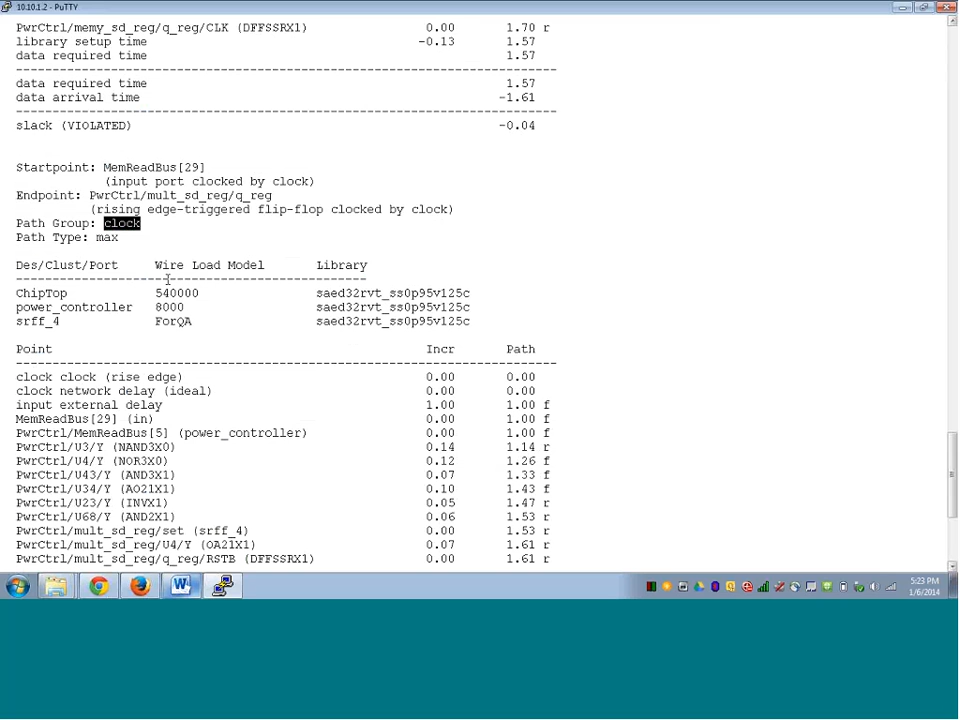 10.10.1.2 - PuTTY
PwrCtrl/memy_sd_reg/q_reg/CLK (DFFSSRX1) 0.00 1.70 r
library setup time -0.13 1.57
data required time 1.57
--------------------------------------------------------------------------
data required time 1.57
data arrival time -1.61
--------------------------------------------------------------------------
slack (VIOLATED) -0.04
Startpoint: MemReadBus[29]
(input port clocked by clock)
Endpoint: PwrCtrl/mult_sd_reg/q_reg
(rising edge-triggered flip-flop clocked by clock)
Path Group: clock
Path Type: max
Des/Clust/Port Wire Load Model Library
------------------------------------------------
ChipTop 540000 saed32rvt_ss0p95v125c
power_controller 8000 saed32rvt_ss0p95v125c
srff_4 ForQA saed32rvt_ss0p95v125c
Point Incr Path
--------------------------------------------------------------------------
clock clock (rise edge) 0.00 0.00
clock network delay (ideal) 0.00 0.00
input external delay 1.00 1.00 f
MemReadBus[29] (in) 0.00 1.00 f
PwrCtrl/MemReadBus[5] (power_controller) 0.00 1.00 f
PwrCtrl/U3/Y (NAND3X0) 0.14 1.14 r
PwrCtrl/U4/Y (NOR3X0) 0.12 1.26 f
PwrCtrl/U43/Y (AND3X1) 0.07 1.33 f
PwrCtrl/U34/Y (AO21X1) 0.10 1.43 f
PwrCtrl/U23/Y (INVX1) 0.05 1.47 r
PwrCtrl/U68/Y (AND2X1) 0.06 1.53 r
PwrCtrl/mult_sd_reg/set (srff_4) 0.00 1.53 r
PwrCtrl/mult_sd_reg/U4/Y (OA21X1) 0.07 1.61 r
PwrCtrl/mult_sd_reg/q_reg/RSTB (DFFSSRX1) 0.00 1.61 r
5:23 PM
1/6/2014